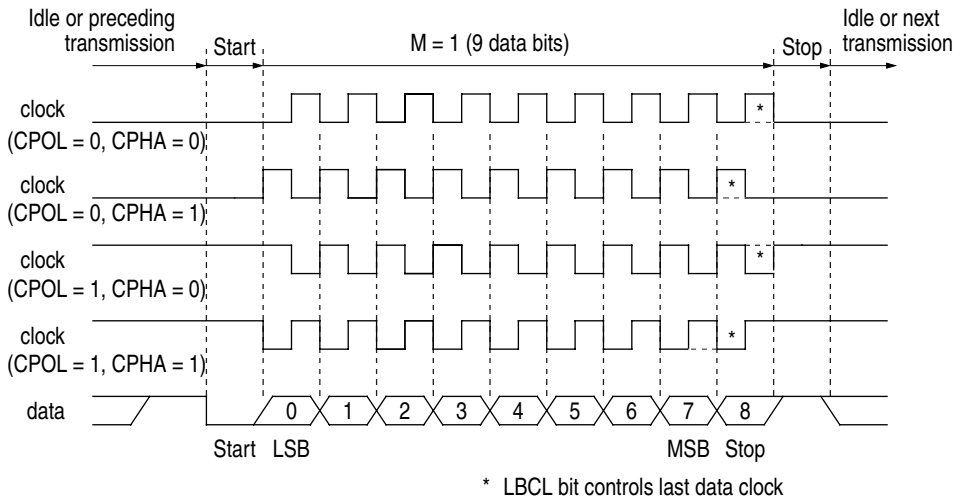 Idle or preceding
transmission
Start
M = 1 (9 data bits)
Stop
Idle or next
transmission
clock
*
(CPOL = 0, CPHA = 0)
clock
*
(CPOL = 0, CPHA = 1)
clock
*
(CPOL = 1, CPHA = 0)
clock
*
(CPOL = 1, CPHA = 1)
data 0 1 2 3 4 5 6 7 8
Start LSB MSB Stop
* LBCL bit controls last data clock